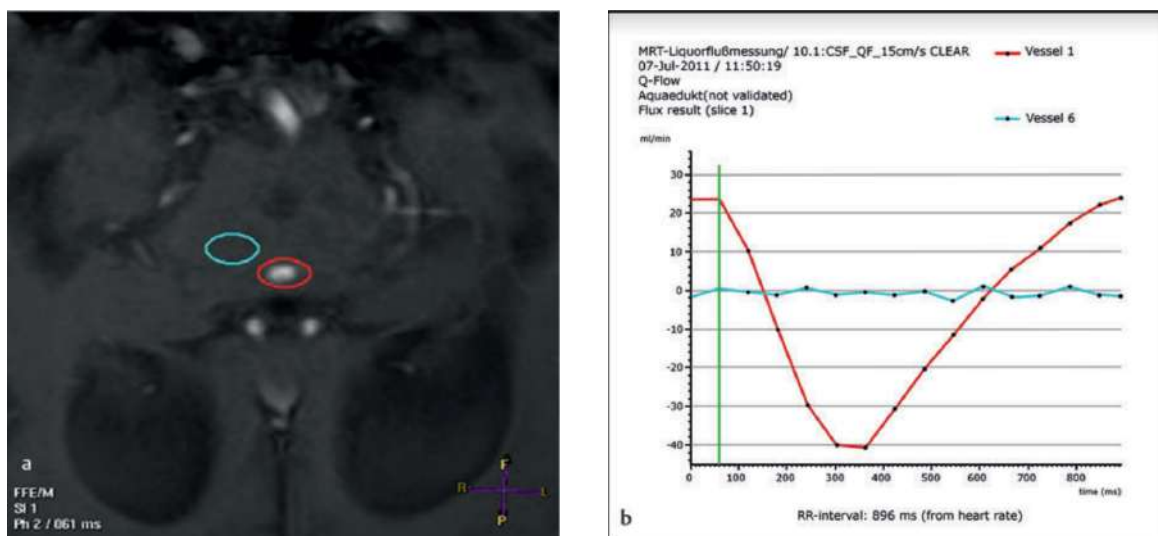 a
FFE/M
Sl 1
Ph 2 / 061 ms
F
R
L
P
MRT-Liquorflußmessung/ 10.1:CSF_QF_15cm/s CLEAR
07-Jul-2011 / 11:50:19
Q-Flow
Aquaedukt(not validated)
Flux result (slice 1)
Vessel 1
Vessel 6
ml/min
30
20
10
0
-10
-20
-30
-40
0 100 200 300 400 500 600 700 800
time (ms)
RR-interval: 896 ms (from heart rate)
b